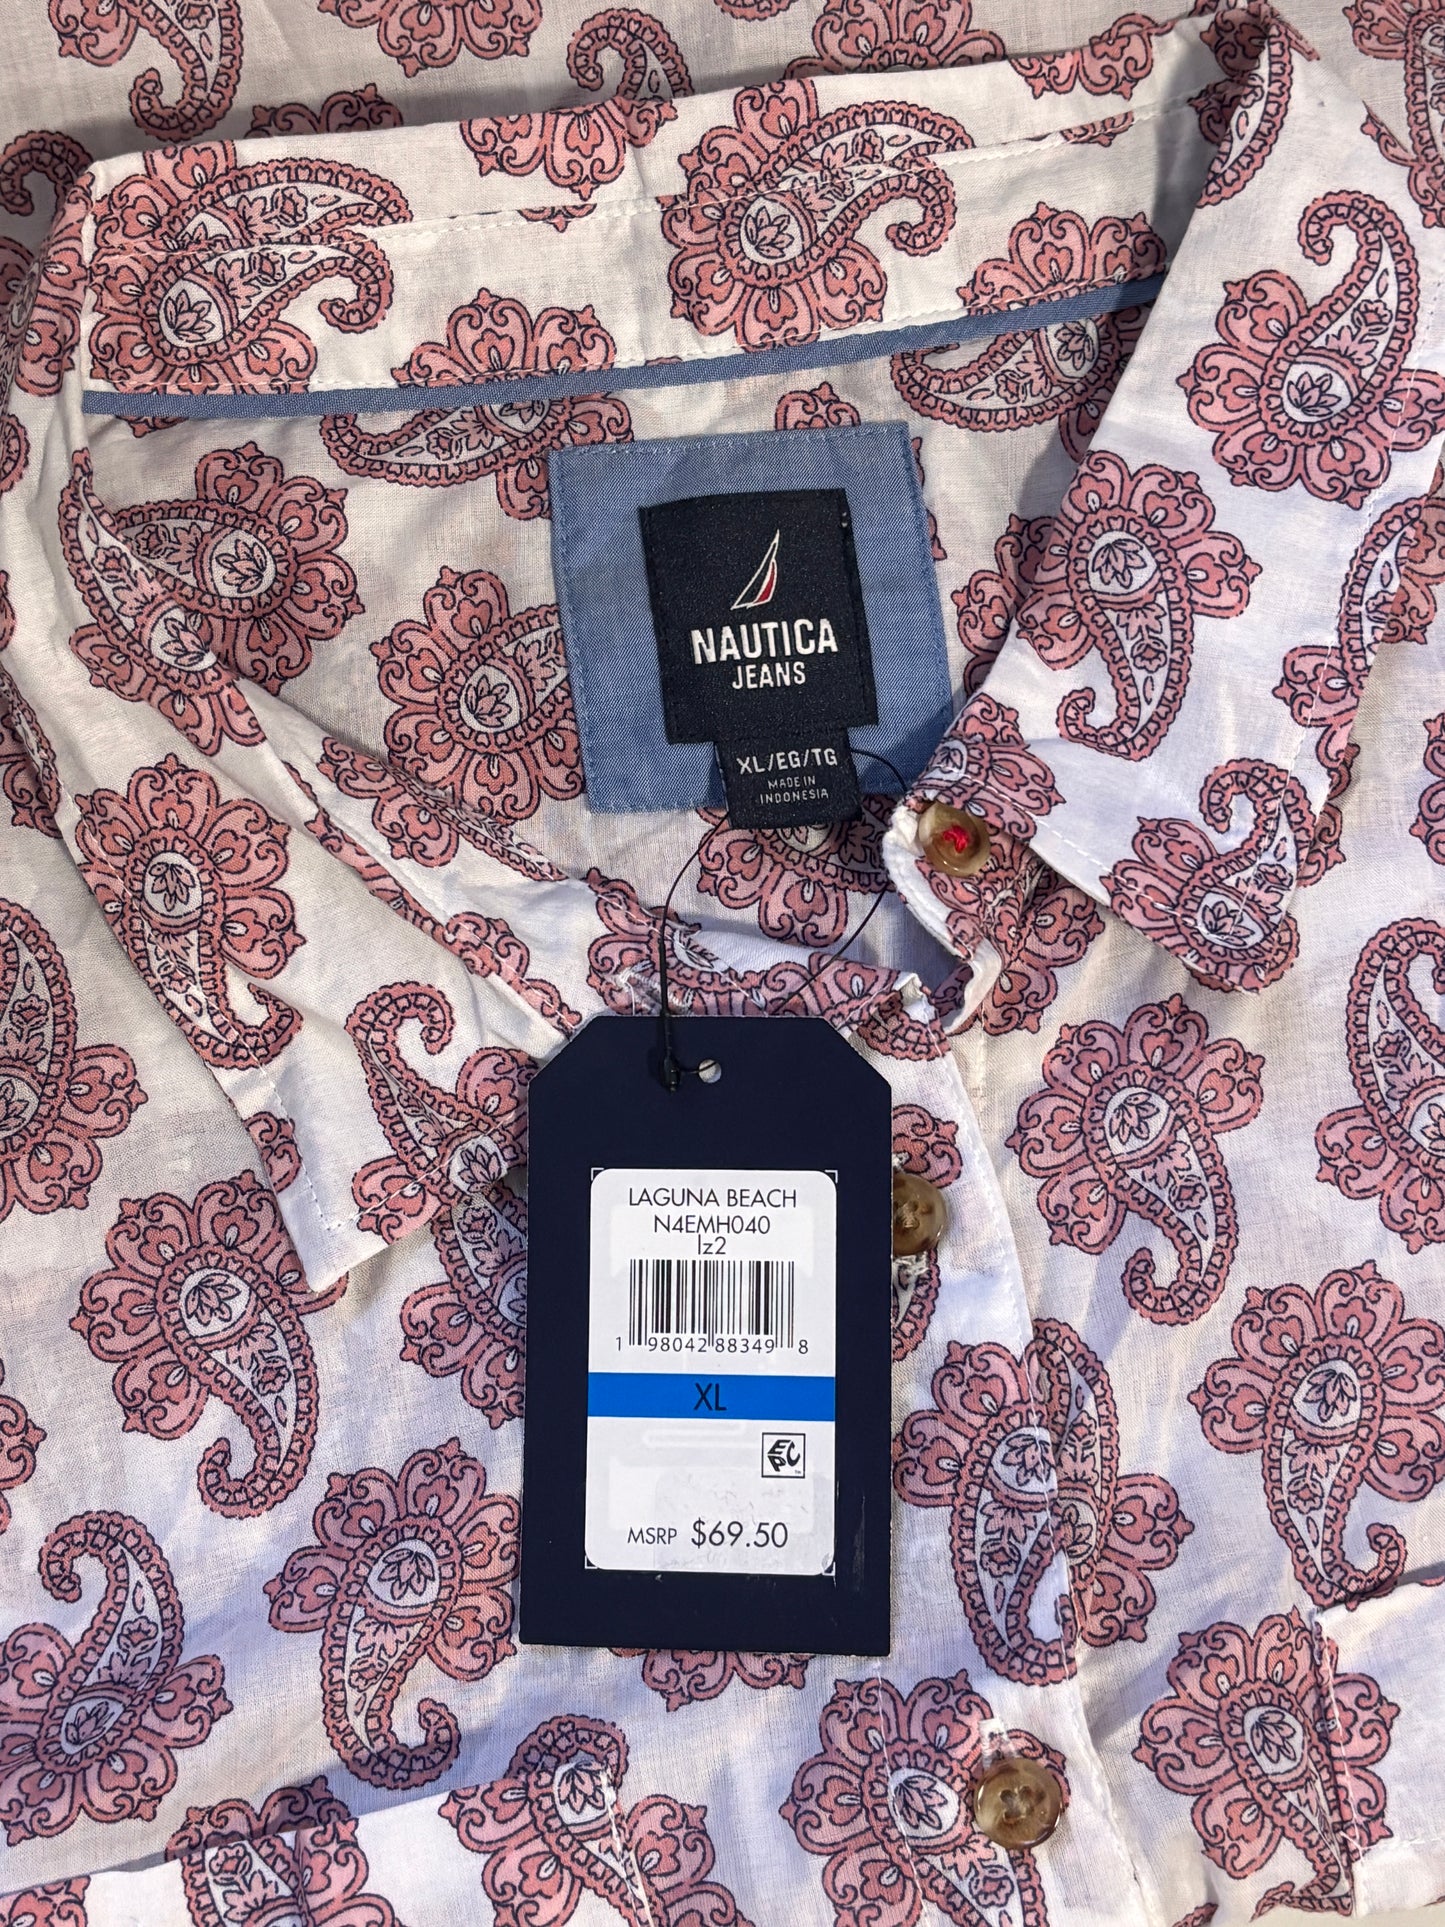 NAUTICA
JEANS
XL/EG/TG
MADE IN
INDONESIA
LAGUNA BEACH
N4EMH040
lz2
1 98042 88349 8
XL
EPC
MSRP $69.50